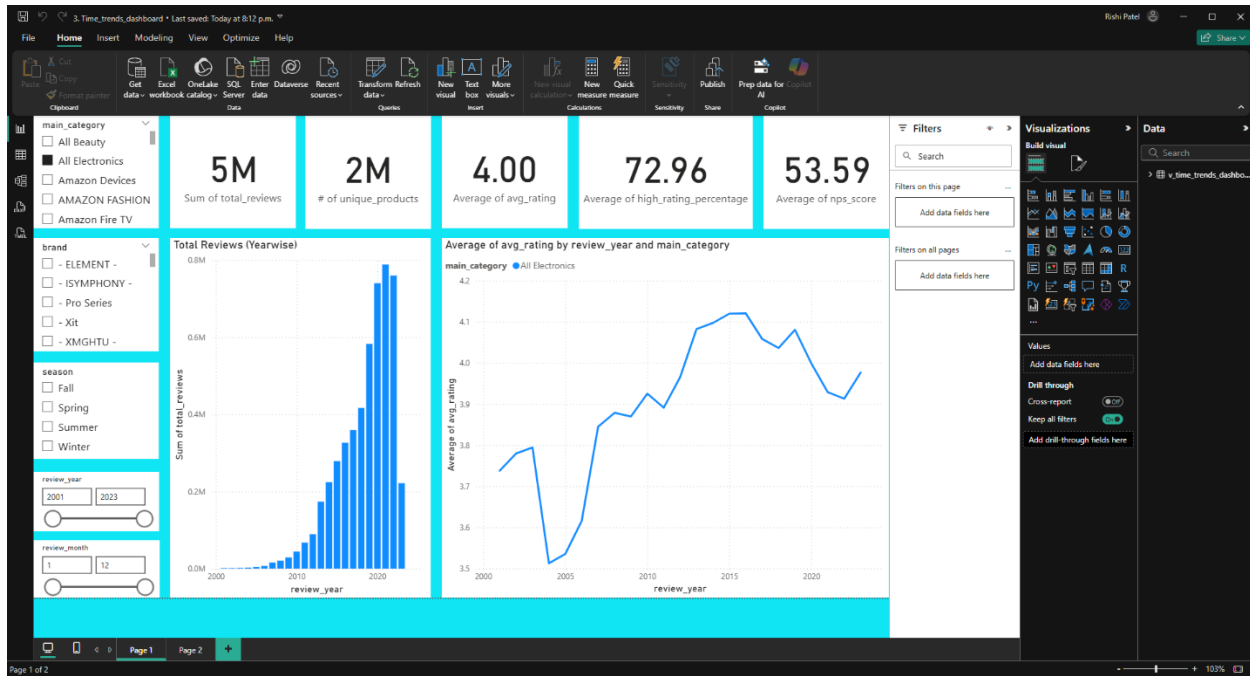 3. Time_trends_dashboard • Last saved: Today at 8:12 p.m.
Rishi Patel
File Home Insert Modeling View Optimize Help
Share
Paste
Cut
Copy
Format painter
Clipboard
Get data
Excel workbook
OneLake catalog
SQL Server
Enter data
Dataverse
Recent sources
Data
Transform data
Refresh
Queries
New visual
Text box
More visuals
Insert
New visual calculation
New measure
Quick measure
Calculations
Sensitivity
Sensitivity
Publish
Share
Prep data for AI
Copilot
Copilot
main_category
All Beauty
All Electronics
Amazon Devices
AMAZON FASHION
Amazon Fire TV
brand
- ELEMENT -
- ISYMPHONY -
- Pro Series
- Xit
- XMGHTU -
season
Fall
Spring
Summer
Winter
review_year
2001 2023
review_month
1 12
5M
Sum of total_reviews
2M
# of unique_products
4.00
Average of avg_rating
72.96
Average of high_rating_percentage
53.59
Average of nps_score
Total Reviews (Yearwise)
Sum of total_reviews
0.8M
0.6M
0.4M
0.2M
0.0M
2000 2010 2020
review_year
Average of avg_rating by review_year and main_category
main_category All Electronics
Average of avg_rating
4.2
4.1
4.0
3.9
3.8
3.7
3.6
3.5
2000 2005 2010 2015 2020
review_year
Filters
Search
Filters on this page
...
Add data fields here
Filters on all pages
...
Add data fields here
Visualizations
Build visual
123
R
Py
...
Values
Add data fields here
Drill through
Cross-report
Off
Keep all filters
On
Add drill-through fields here
Data
Search
v_time_trends_dashbo...
Page 1
Page 2
+
Page 1 of 2
- + 103%